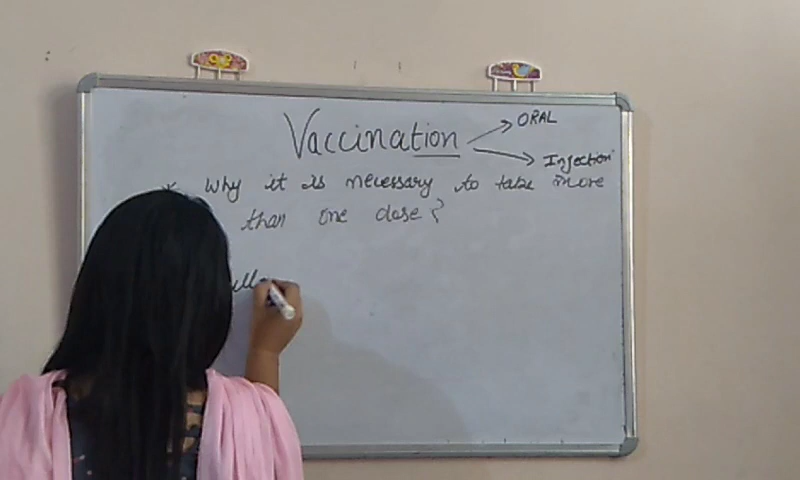 Vaccination
ORAL
Injection
* Why it is necessary to take more
than one dose?